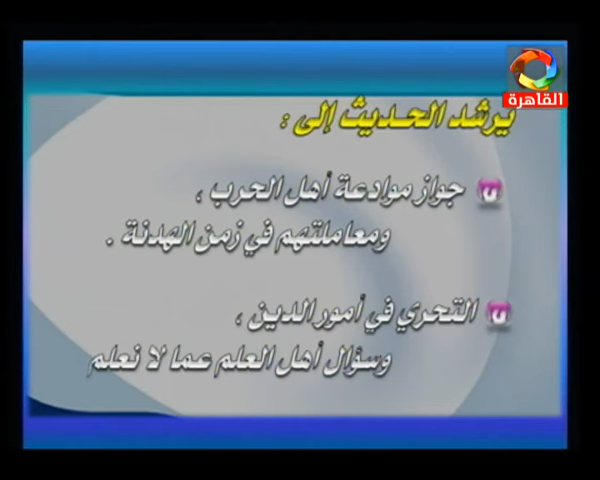 القاهرة
يرشد الحديث إلى :
جواز موادعة أهل الحرب ،
ومعاملتهم في زمن الهدنة .
التحري في أمور الدين ،
وسؤال أهل العلم عما لا نعلم